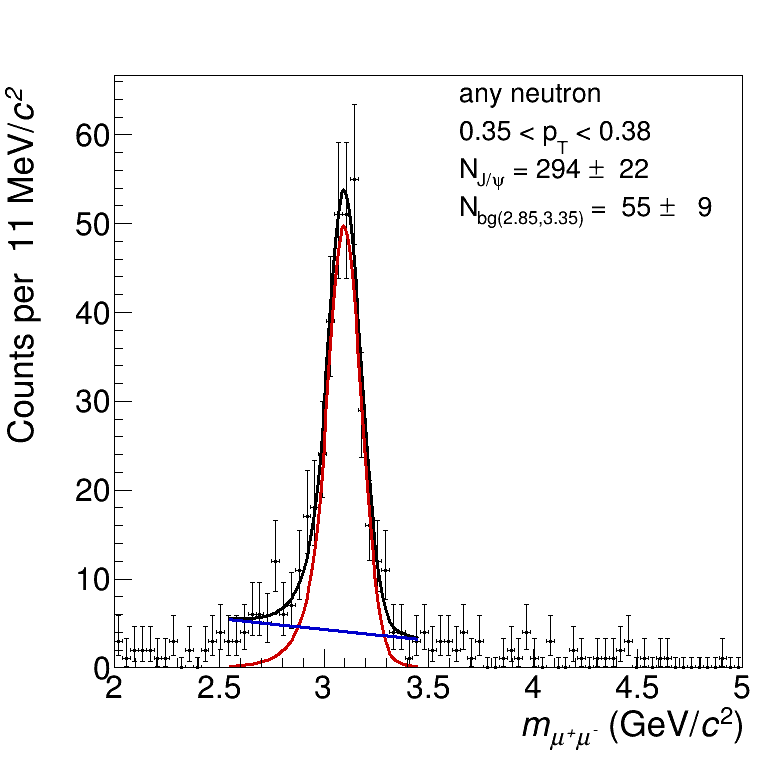 any neutron
0.35 < p_T < 0.38
N_J/ψ = 294 ± 22
N_bg(2.85,3.35) = 55 ± 9
Counts per 11 MeV/c²
60
50
40
30
20
10
0
2 2.5 3 3.5 4 4.5 5
m_μ⁺μ⁻ (GeV/c²)